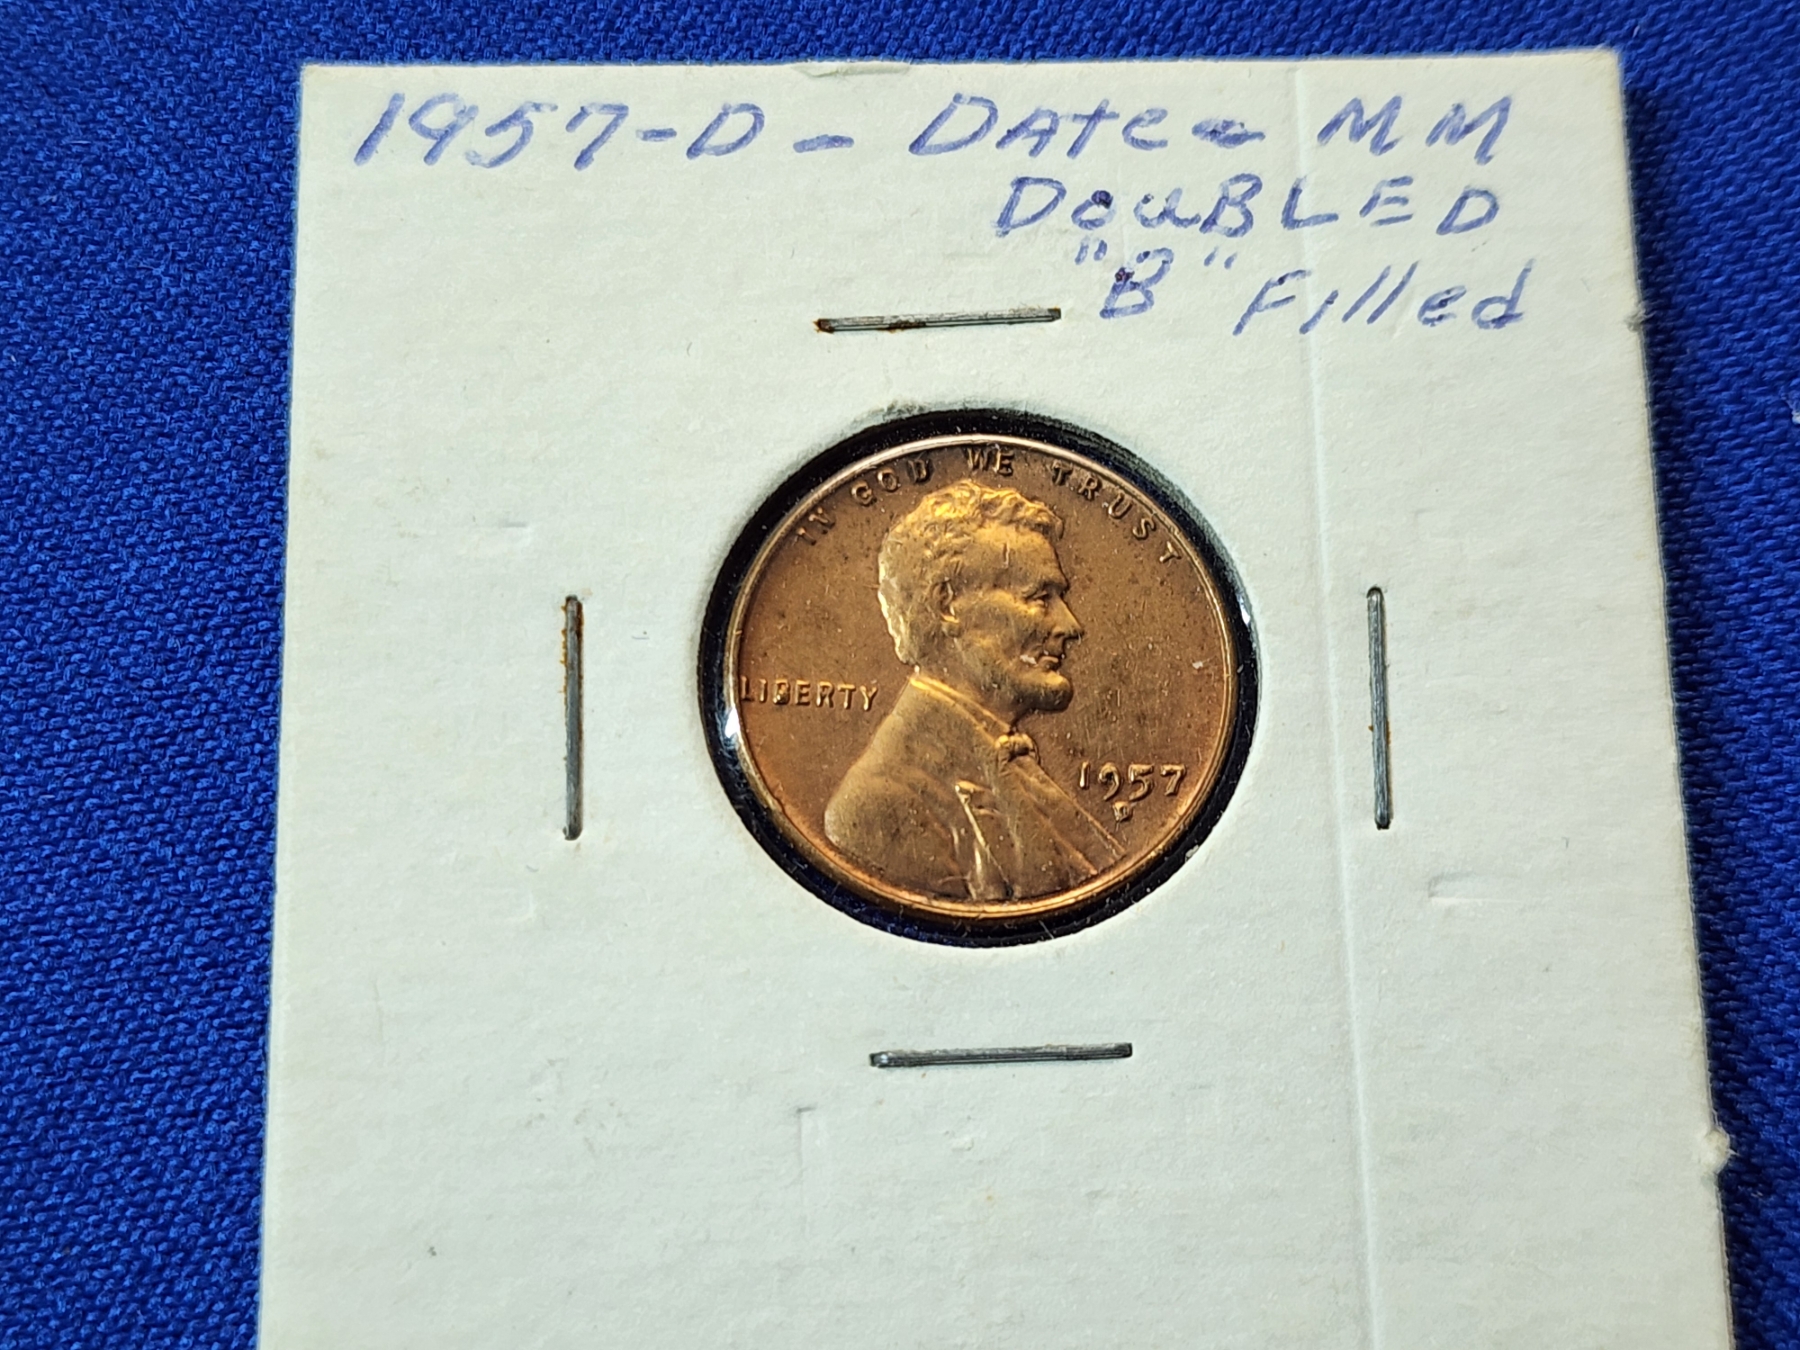 1957-D - DATE - MM
DOUBLED
"B" Filled
IN GOD WE TRUST
LIBERTY
1957
D